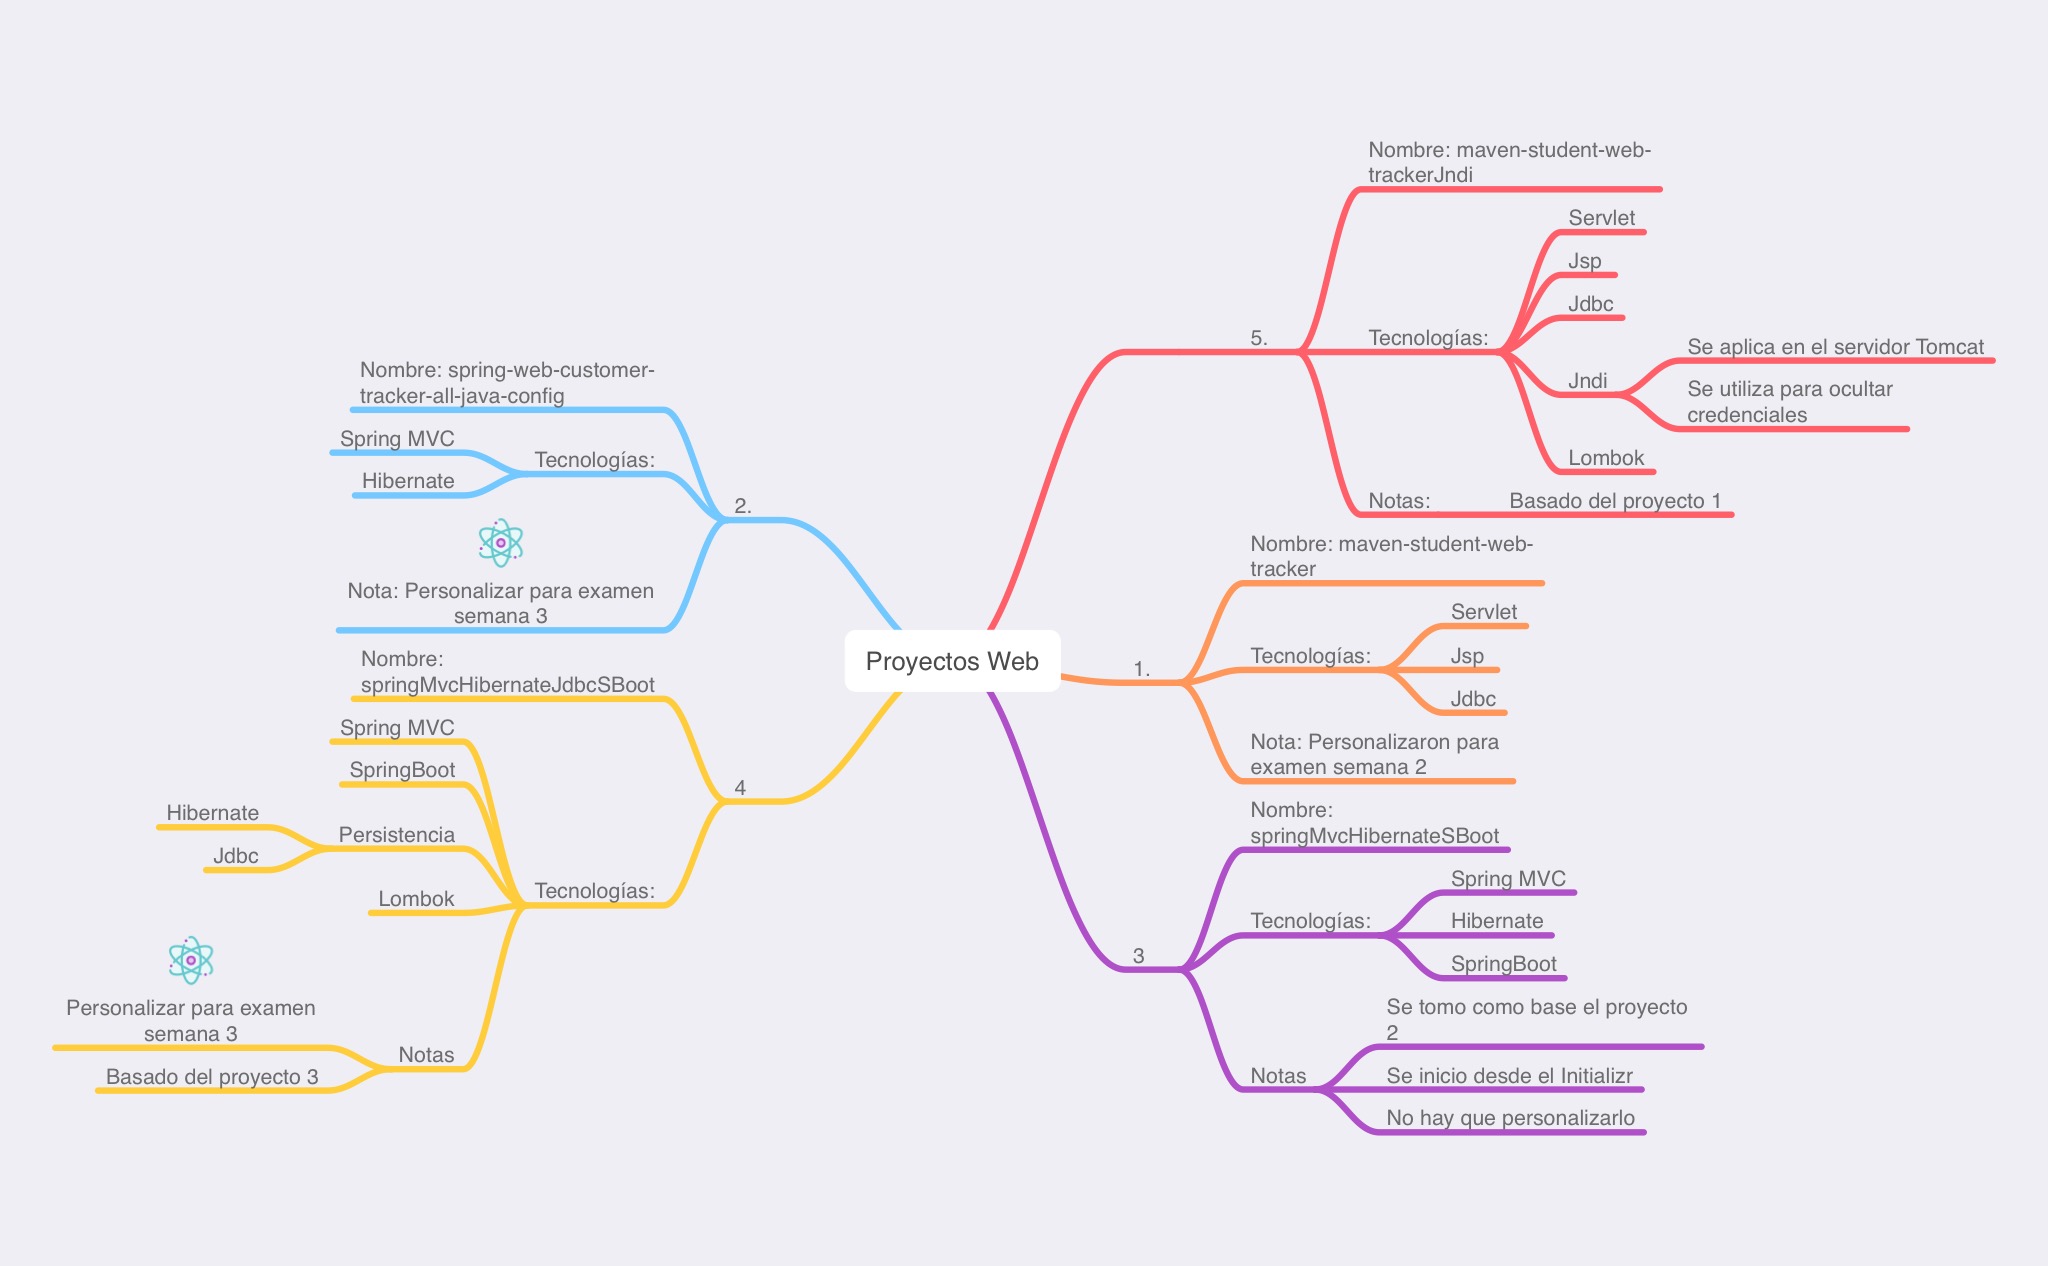 Proyectos Web
5.
Nombre: maven-student-web-
trackerJndi
Tecnologías:
Servlet
Jsp
Jdbc
Jndi
Se aplica en el servidor Tomcat
Se utiliza para ocultar
credenciales
Lombok
Notas:
Basado del proyecto 1
1.
Nombre: maven-student-web-
tracker
Tecnologías:
Servlet
Jsp
Jdbc
Nota: Personalizaron para
examen semana 2
3
Nombre:
springMvcHibernateSBoot
Tecnologías:
Spring MVC
Hibernate
SpringBoot
Notas
Se tomo como base el proyecto
2
Se inicio desde el Initializr
No hay que personalizarlo
2.
Nombre: spring-web-customer-
tracker-all-java-config
Tecnologías:
Spring MVC
Hibernate
Nota: Personalizar para examen
semana 3
4
Nombre:
springMvcHibernateJdbcSBoot
Tecnologías:
Spring MVC
SpringBoot
Persistencia
Hibernate
Jdbc
Lombok
Notas
Personalizar para examen
semana 3
Basado del proyecto 3